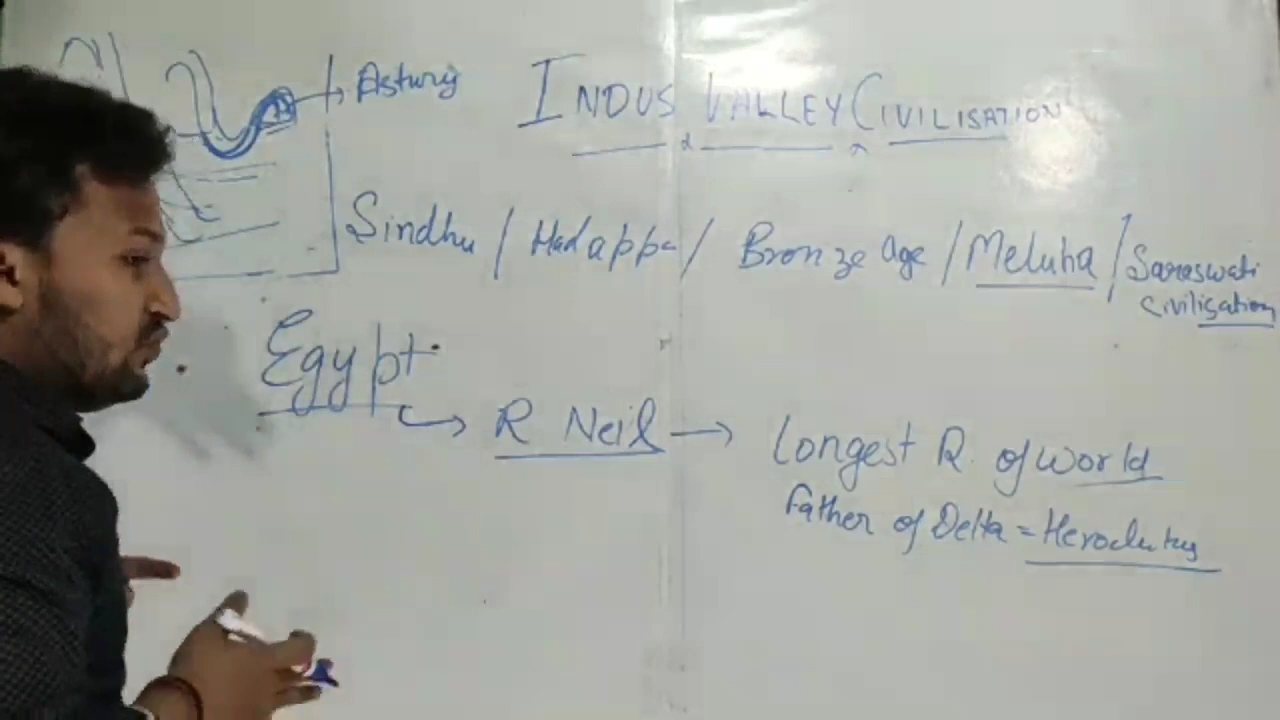 Astury
INDUS VALLEY CIVILISATION
Sindhu / Hadappa / Bronze Age / Meluha / Saraswati
Civilisation
Egypt
R Neil → Longest R. of world
Father of Delta = Herodutus